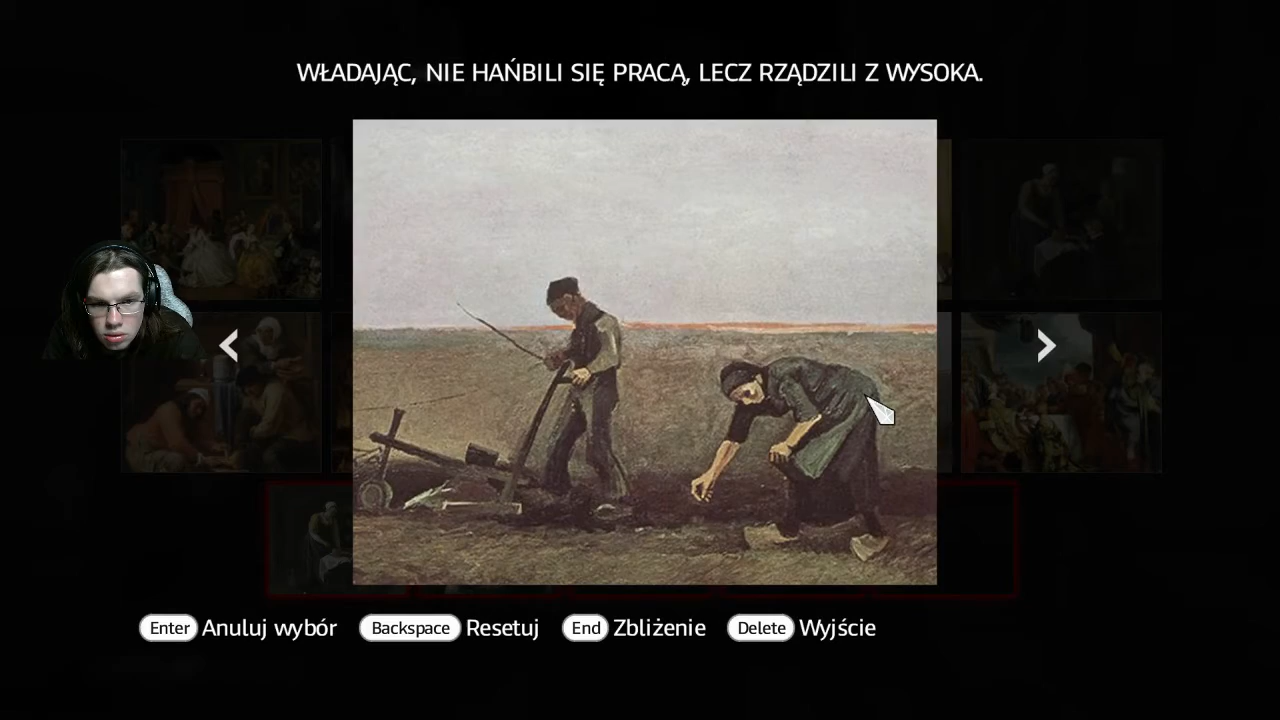 WŁADAJĄC, NIE HAŃBILI SIĘ PRACĄ, LECZ RZĄDZILI Z WYSOKA.
Enter Anuluj wybór Backspace Resetuj End Zbliżenie Delete Wyjście